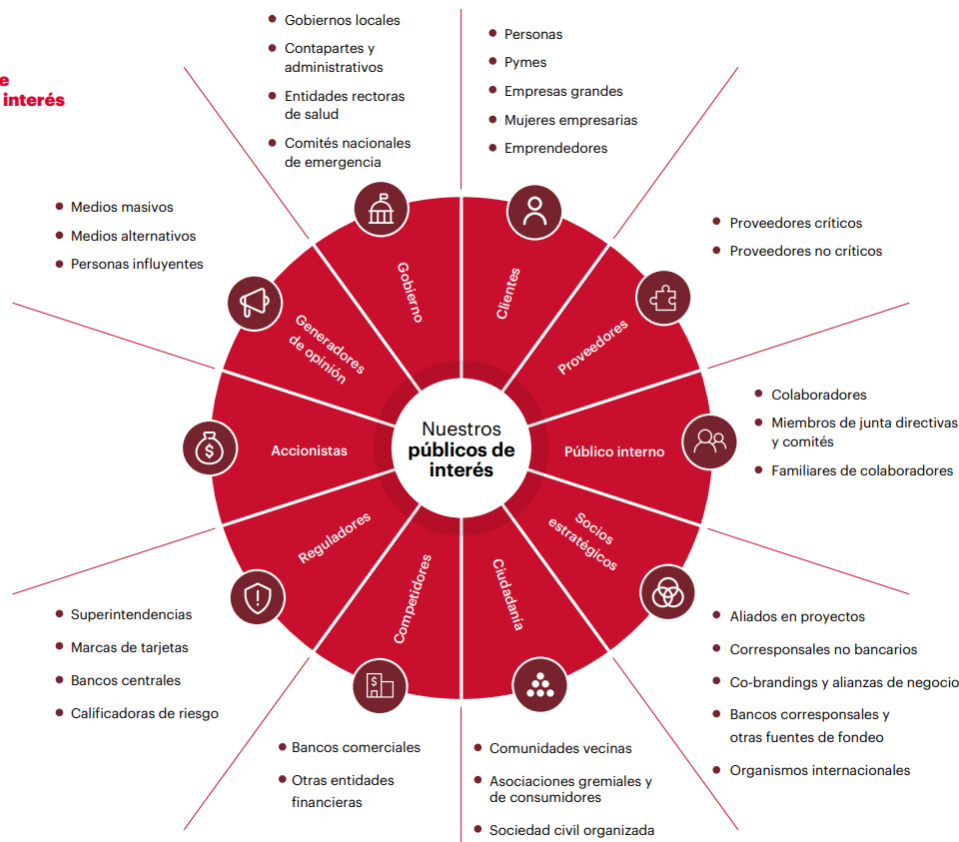 e
interés
Gobiernos locales
Contapartes y
administrativos
Entidades rectoras
de salud
Comités nacionales
de emergencia
Personas
Pymes
Empresas grandes
Mujeres empresarias
Emprendedores
Medios masivos
Medios alternativos
Personas influyentes
Proveedores críticos
Proveedores no críticos
Gobierno
Clientes
Generadores
de opinión
Proveedores
Accionistas
Nuestros
públicos de
interés
Público interno
Colaboradores
Miembros de junta directivas
y comités
Familiares de colaboradores
Reguladores
Competidores
Ciudadanía
Socios
estratégicos
Superintendencias
Marcas de tarjetas
Bancos centrales
Calificadoras de riesgo
Aliados en proyectos
Corresponsales no bancarios
Co-brandings y alianzas de negocio
Bancos corresponsales y
otras fuentes de fondeo
Organismos internacionales
Bancos comerciales
Otras entidades
financieras
Comunidades vecinas
Asociaciones gremiales y
de consumidores
Sociedad civil organizada